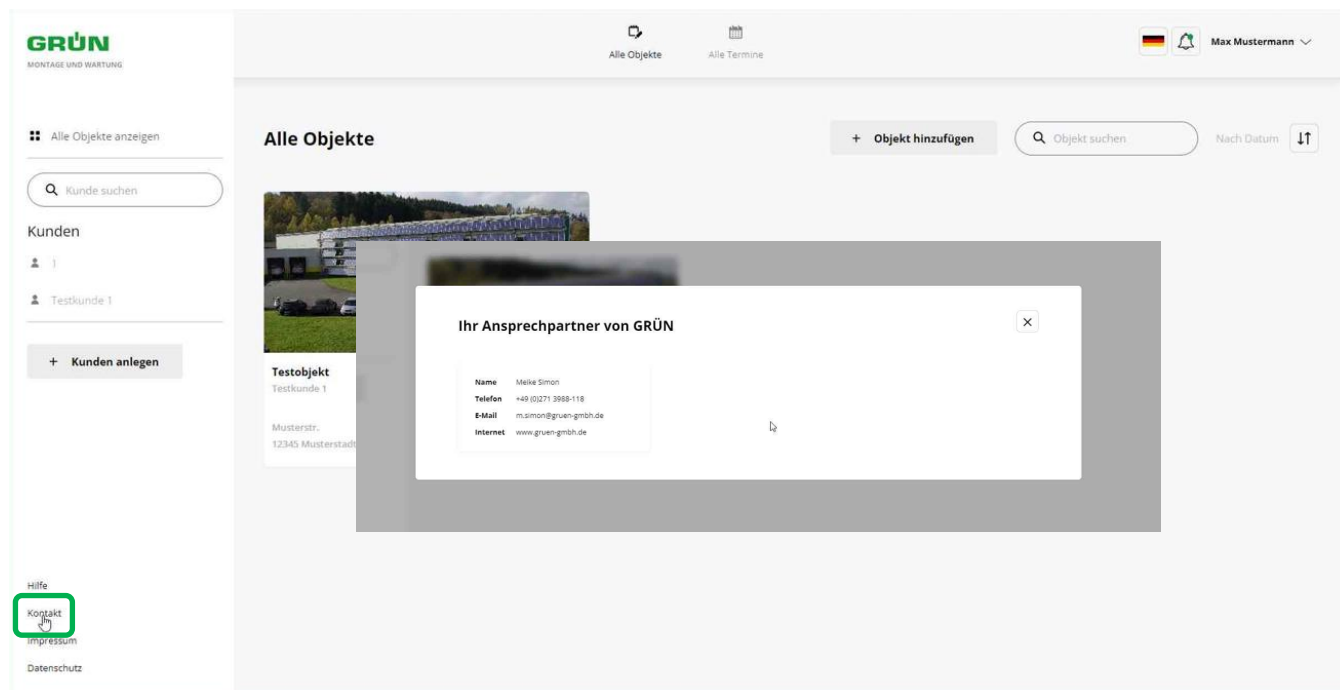 GRÜN
MONTAGE UND WARTUNG
Alle Objekte
Alle Termine
Max Mustermann
Alle Objekte anzeigen
Kunde suchen
Kunden
1
Testkunde 1
+ Kunden anlegen
Hilfe
Kontakt
Impressum
Datenschutz
Alle Objekte
+ Objekt hinzufügen
Objekt suchen
Nach Datum
Testobjekt
Testkunde 1
Musterstr.
12345 Musterstadt
Ihr Ansprechpartner von GRÜN
Name Meike Simon
Telefon +49 (0)271 3988-118
E-Mail m.simon@gruen-gmbh.de
Internet www.gruen-gmbh.de